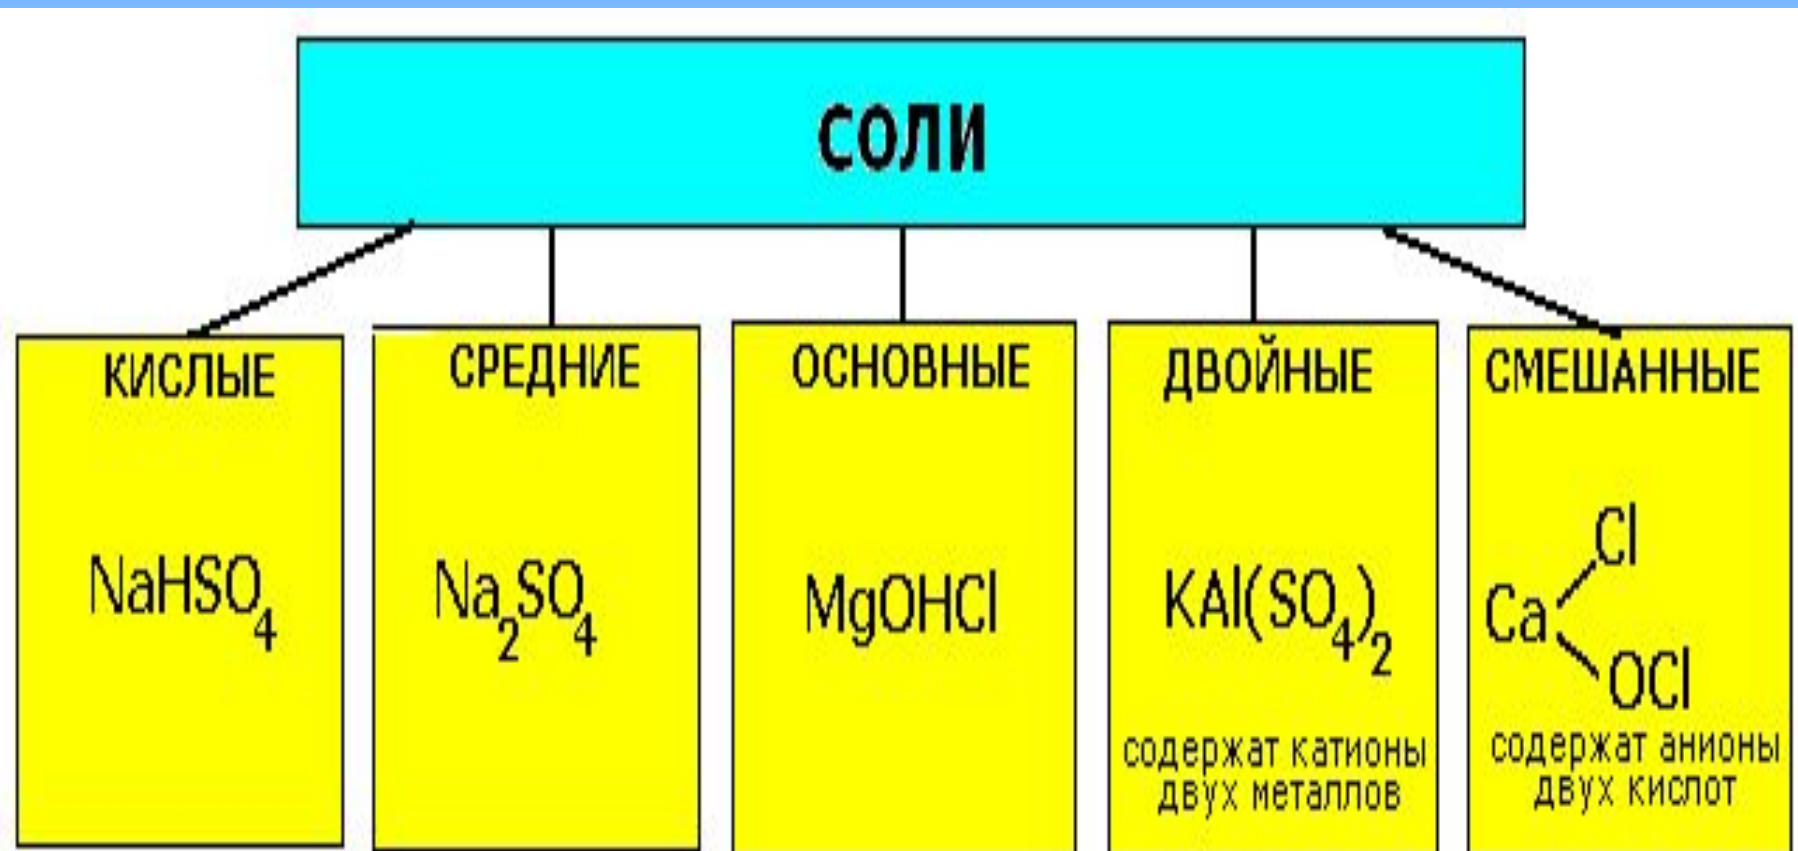 СОЛИ
КИСЛЫЕ
NaHSO₄
СРЕДНИЕ
Na₂SO₄
ОСНОВНЫЕ
MgOHCl
ДВОЙНЫЕ
KAl(SO₄)₂
содержат катионы
двух металлов
СМЕШАННЫЕ
Cl
Ca
OCl
содержат анионы
двух кислот